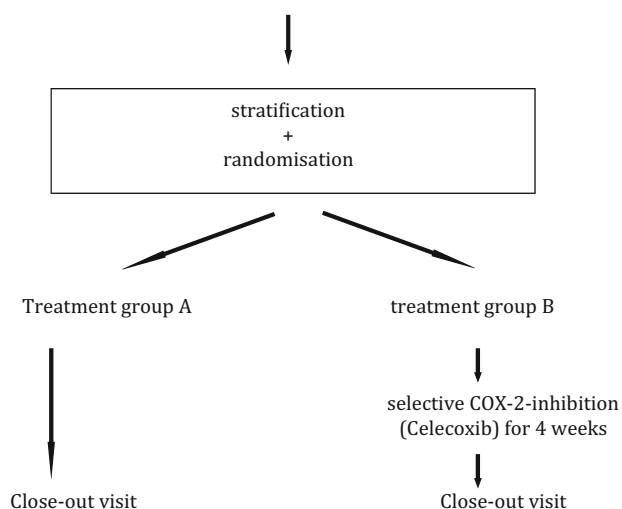 stratification
+
randomisation
Treatment group A
treatment group B
selective COX-2-inhibition
(Celecoxib) for 4 weeks
Close-out visit
Close-out visit